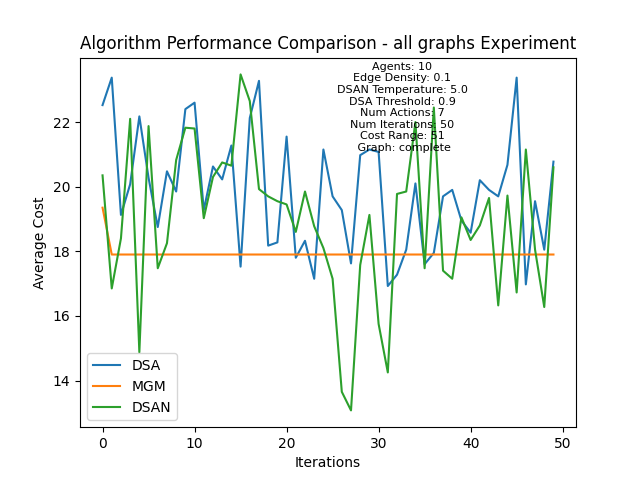 Algorithm Performance Comparison - all graphs Experiment
Agents: 10
Edge Density: 0.1
DSAN Temperature: 5.0
DSA Threshold: 0.9
Num Actions: 7
Num Iterations: 50
Cost Range: 51
Graph: complete
Average Cost
22
20
18
16
14
DSA
MGM
DSAN
0
10
20
30
40
50
Iterations